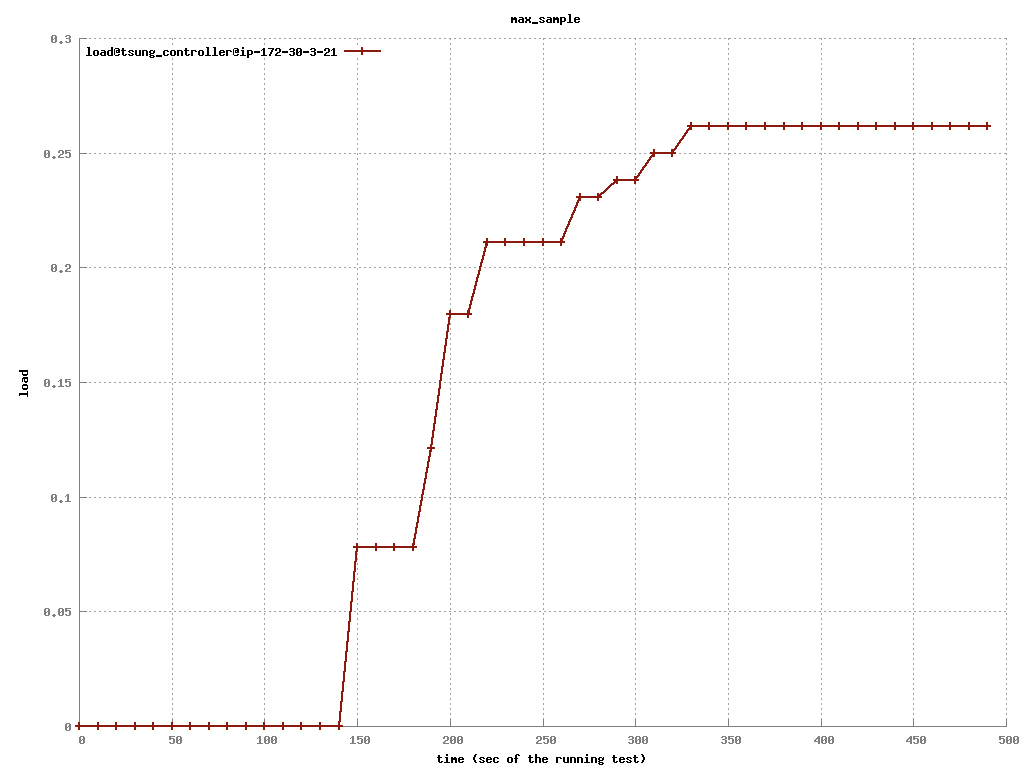 max_sample
load@tsung_controller@ip-172-30-3-21
0.3
0.25
0.2
0.15
0.1
0.05
0
load
0 50 100 150 200 250 300 350 400 450 500
time (sec of the running test)